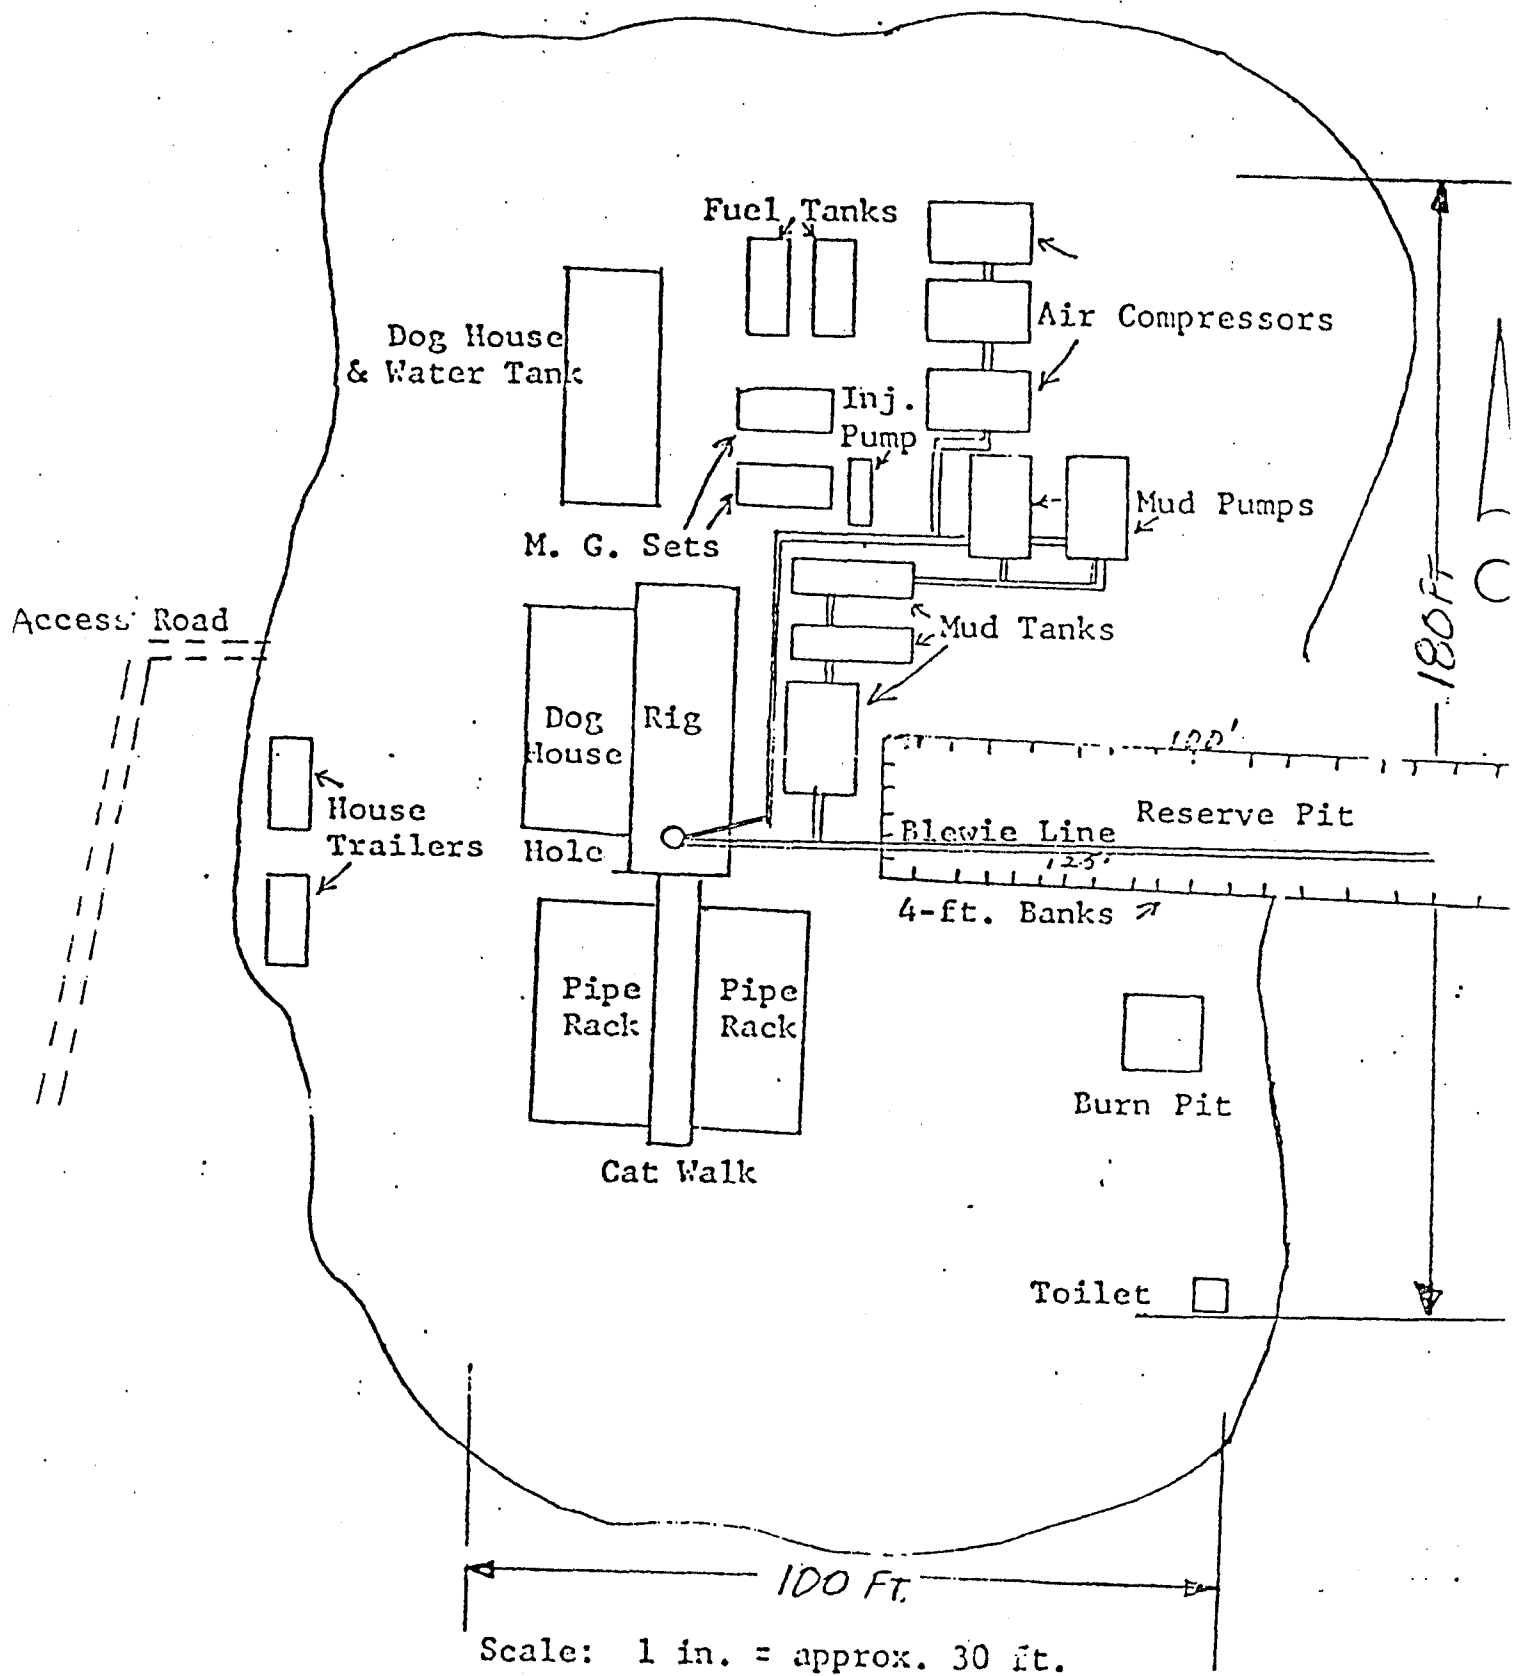 Fuel Tanks
Air Compressors
Dog House
& Water Tank
Inj.
Pump
Mud Pumps
M. G. Sets
Access Road
180 FT
Mud Tanks
Dog
House
Rig
100'
Reserve Pit
House
Trailers
Hole
Blewie Line
125'
4-ft. Banks
Pipe
Rack
Pipe
Rack
Burn Pit
Cat Walk
Toilet
100 FT.
Scale: 1 in. = approx. 30 ft.